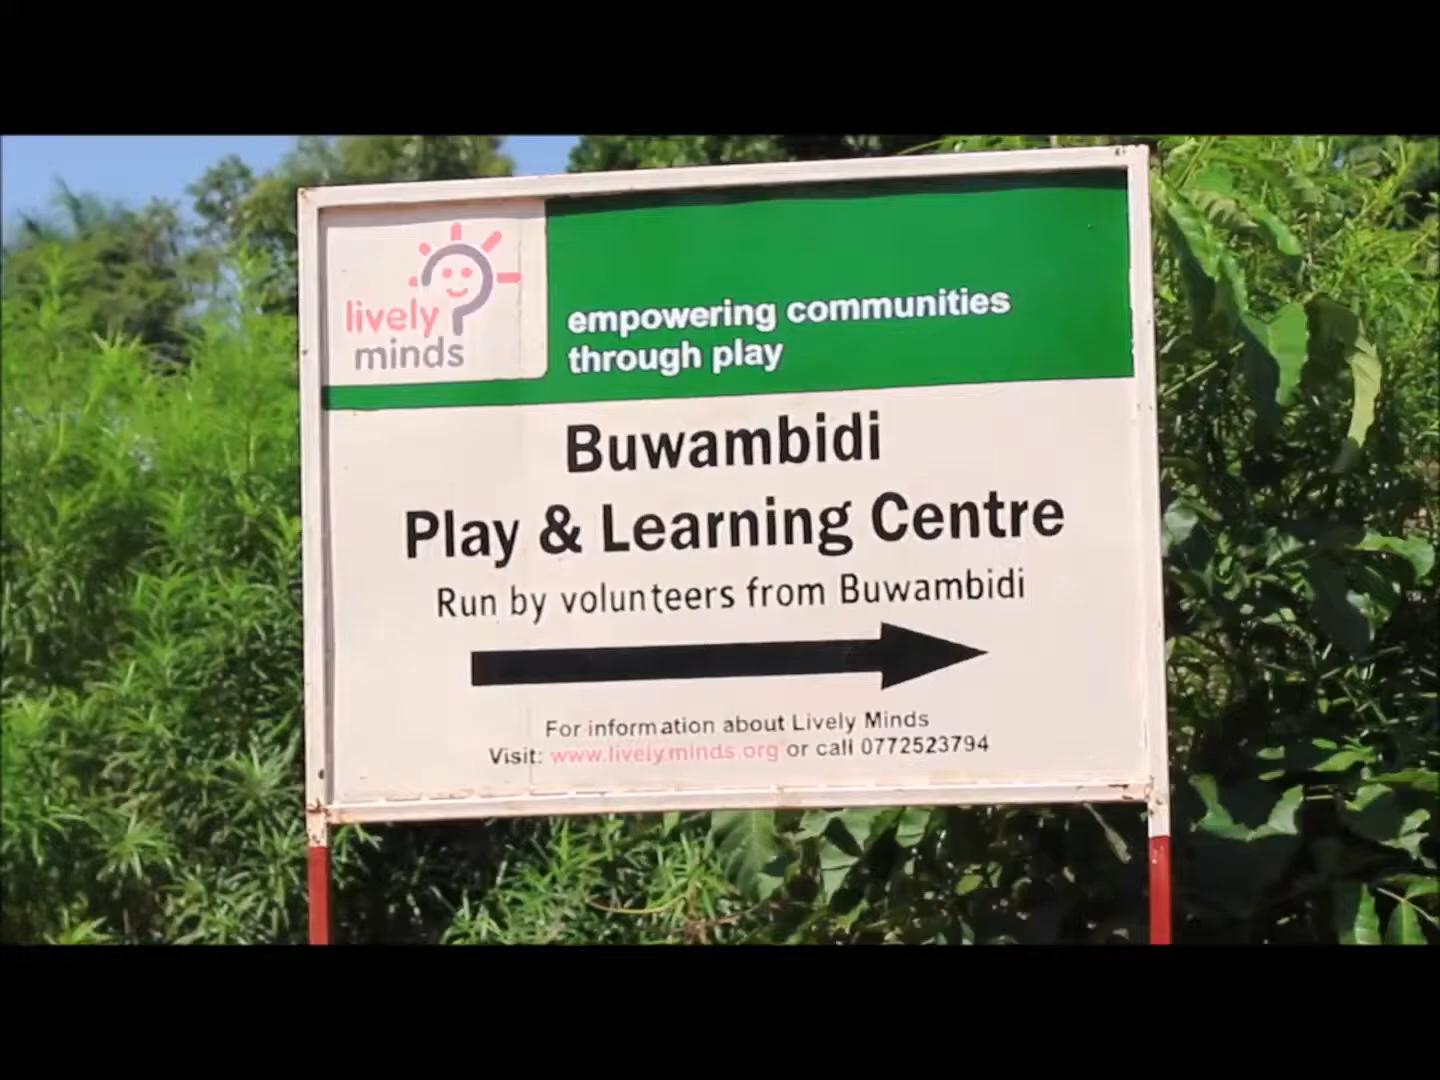 lively
minds
empowering communities
through play
Buwambidi
Play & Learning Centre
Run by volunteers from Buwambidi
For information about Lively Minds
Visit: www.livelyminds.org or call 0772523794